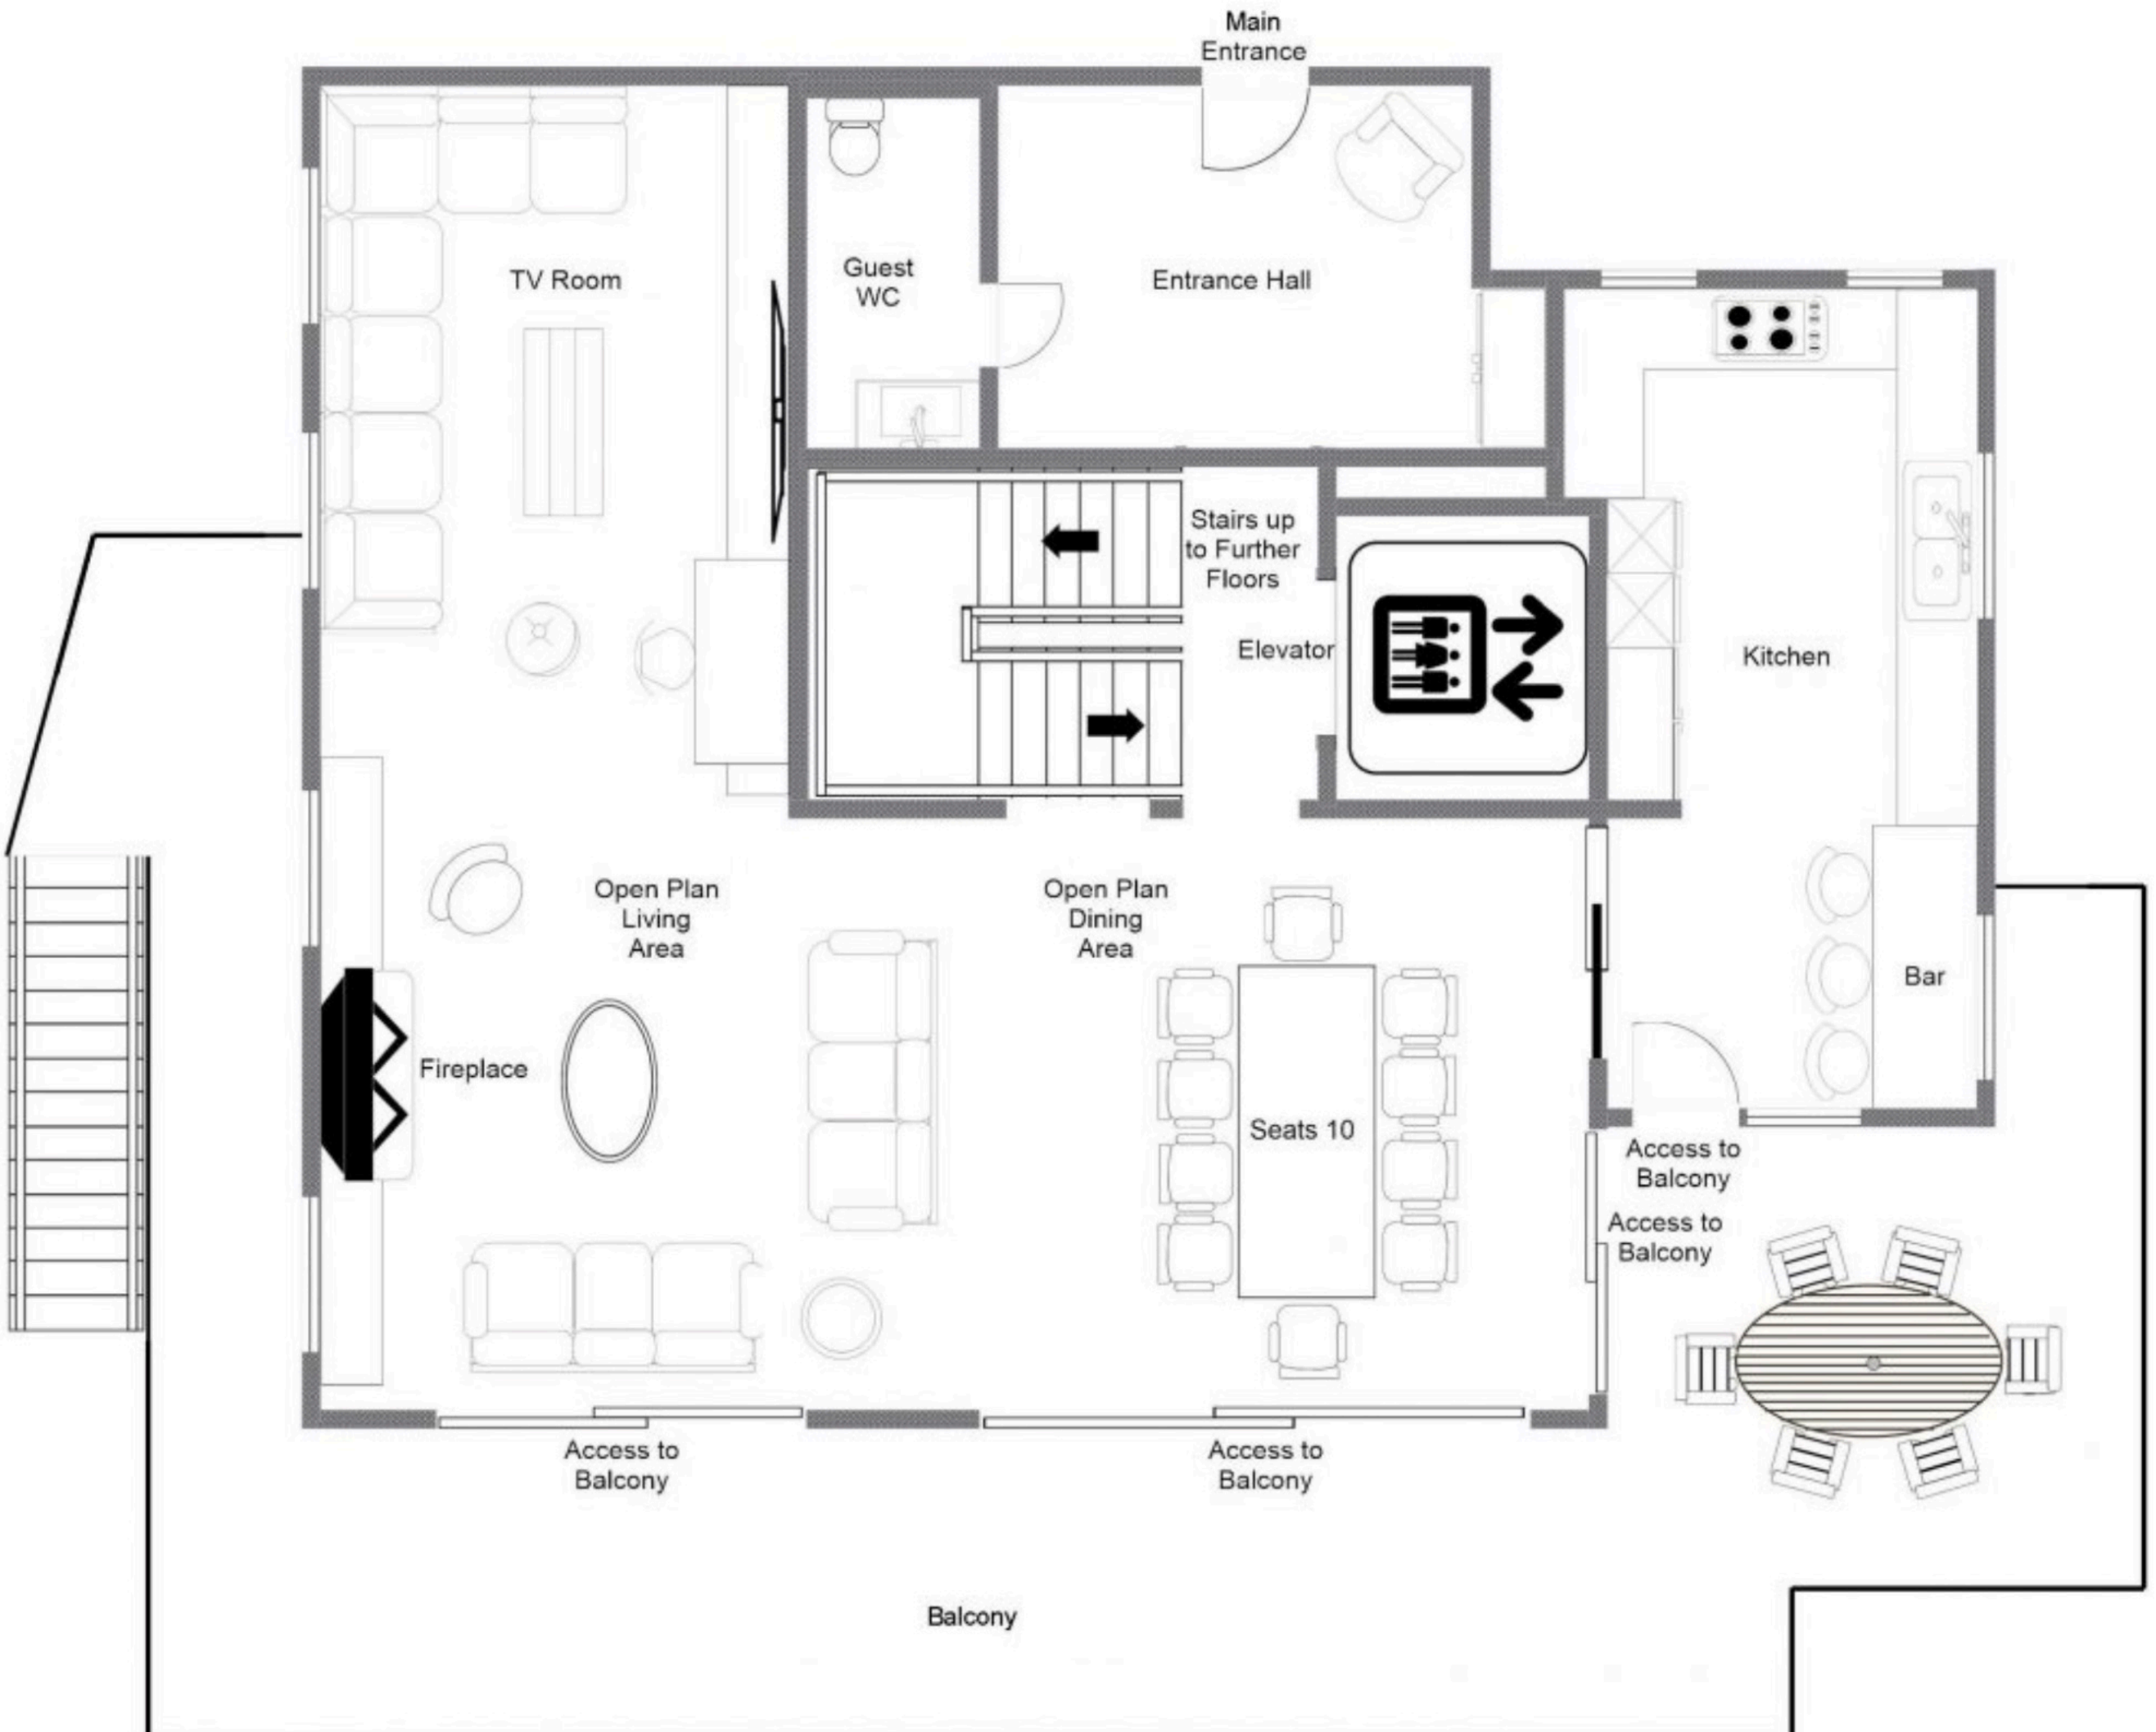 Main
Entrance
TV Room
Guest
WC
Entrance Hall
Stairs up
to Further
Floors
Elevator
Kitchen
Open Plan
Living
Area
Open Plan
Dining
Area
Bar
Fireplace
Seats 10
Access to
Balcony
Access to
Balcony
Access to
Balcony
Access to
Balcony
Balcony